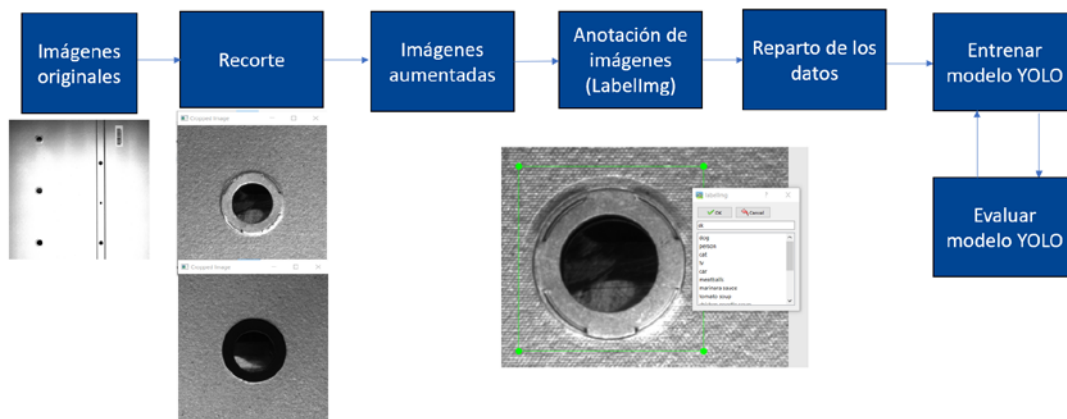 Imágenes
originales
Recorte
Imágenes
aumentadas
Anotación de
imágenes
(LabelImg)
Reparto de los
datos
Entrenar
modelo YOLO
Evaluar
modelo YOLO
Cropped Image
Cropped Image
labelImg
OK
Cancel
dog
person
cat
tv
car
meatballs
marinara sauce
tomato soup